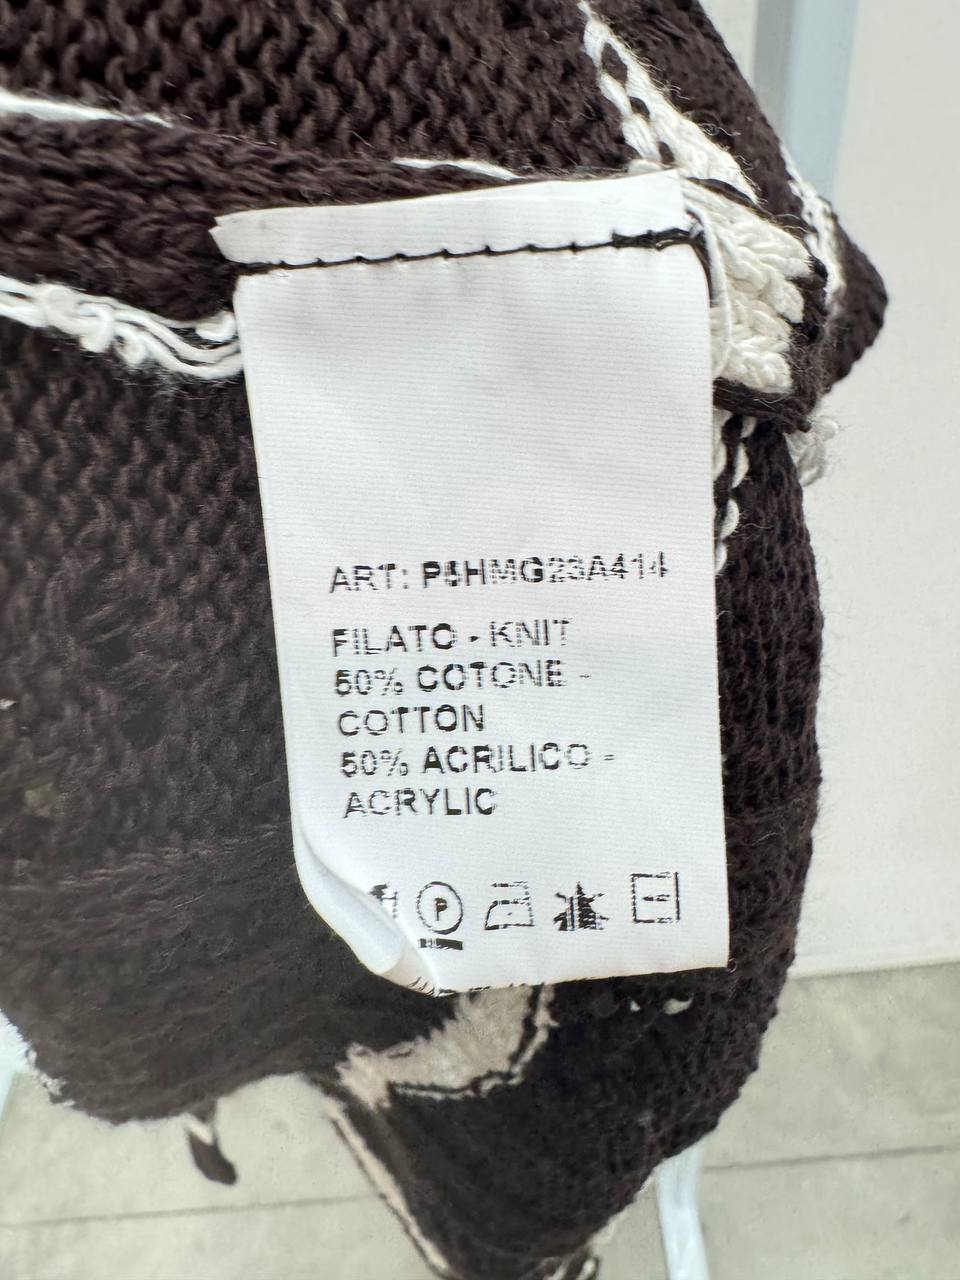 ART: P5HMG23A414
FILATO - KNIT
50% COTONE -
COTTON
50% ACRILICO -
ACRYLIC
P